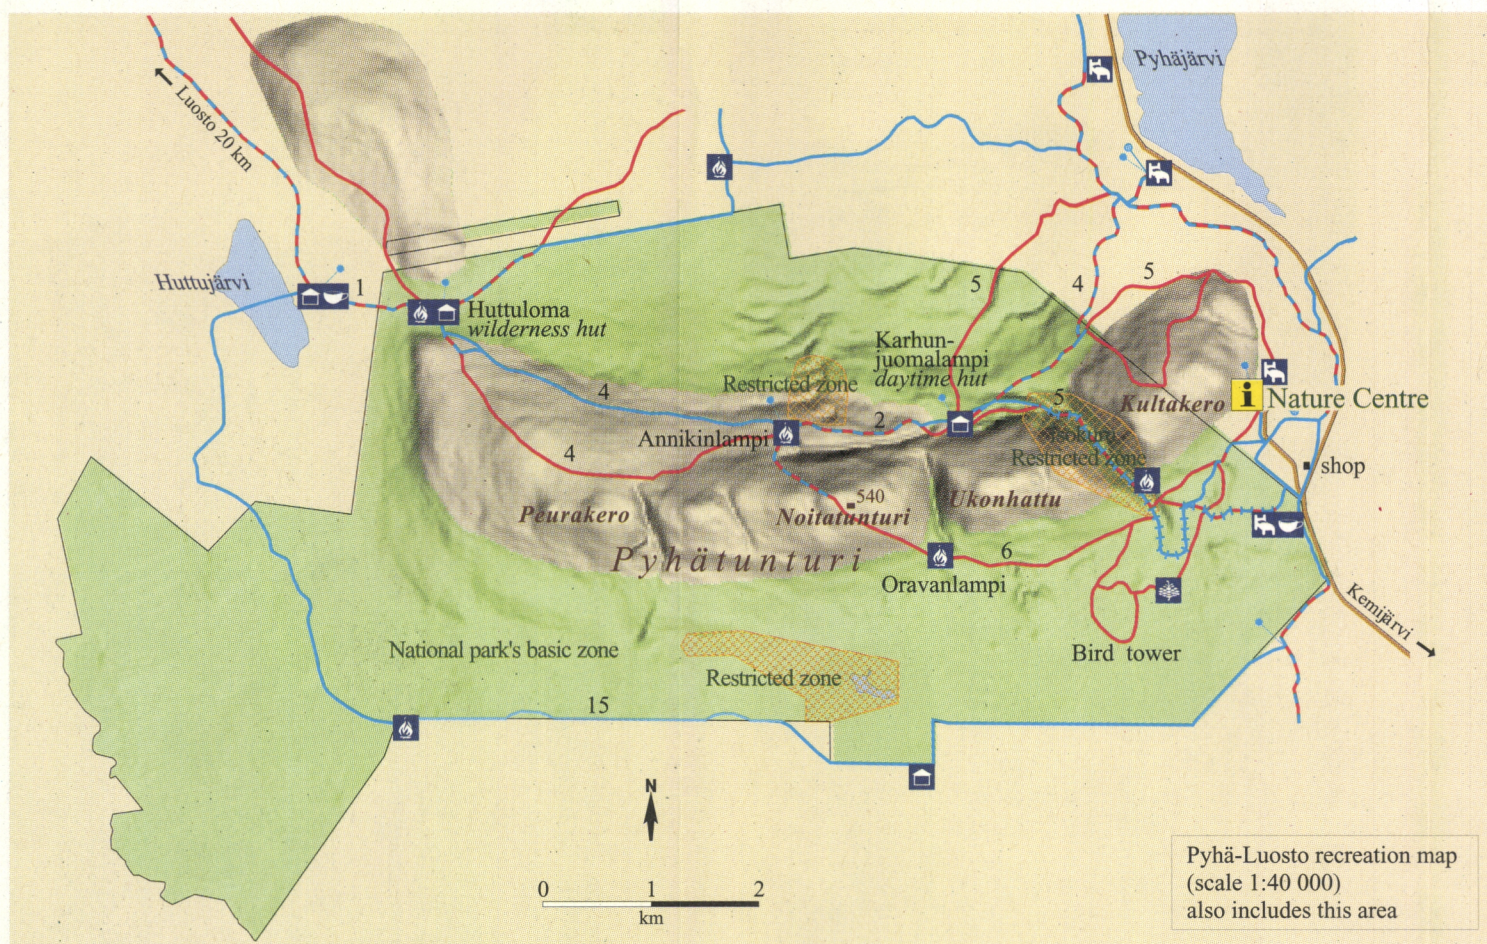 Pyhäjärvi
Luosto 20 km
Huttujärvi
1
Huttuloma
wilderness hut
5
4
5
Karhun-
juomalampi
daytime hut
Restricted zone
4
2
5
Kultakero
i
Nature Centre
Annikinlampi
4
Isokuru
Restricted zone
shop
540
Peurakero
Noitatunturi
Ukonhattu
Pyhätunturi
6
Oravanlampi
Kemijärvi
National park's basic zone
Bird tower
Restricted zone
15
N
0 1 2
km
Pyhä-Luosto recreation map
(scale 1:40 000)
also includes this area